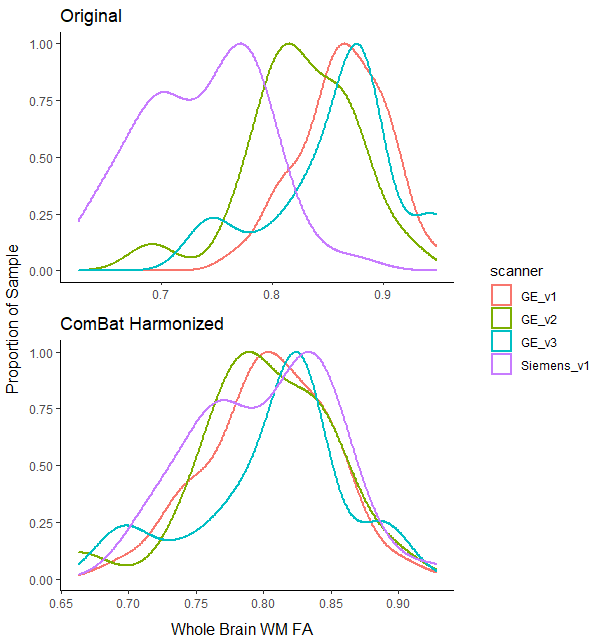 Original
1.00
0.75
0.50
0.25
0.00
0.7 0.8 0.9
Proportion of Sample
ComBat Harmonized
1.00
0.75
0.50
0.25
0.00
0.65 0.70 0.75 0.80 0.85 0.90
Whole Brain WM FA
scanner
GE_v1
GE_v2
GE_v3
Siemens_v1